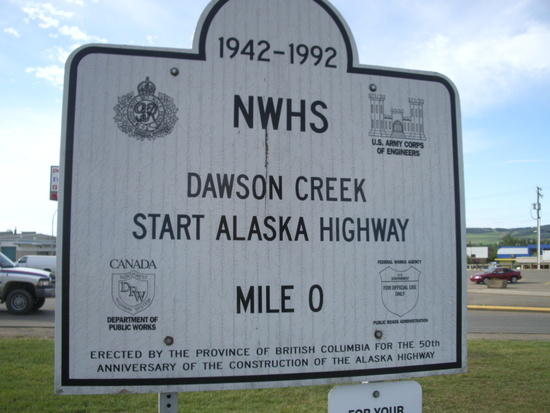 1942-1992
NWHS
U.S. ARMY CORPS
OF ENGINEERS
DAWSON CREEK
START ALASKA HIGHWAY
CANADA
DPW
DEPARTMENT OF
PUBLIC WORKS
MILE 0
FEDERAL WORKS AGENCY
U.S.
GOVERNMENT
FOR OFFICIAL USE
ONLY
PUBLIC ROADS ADMINISTRATION
ERECTED BY THE PROVINCE OF BRITISH COLUMBIA FOR THE 50th
ANNIVERSARY OF THE CONSTRUCTION OF THE ALASKA HIGHWAY
FOR YOUR